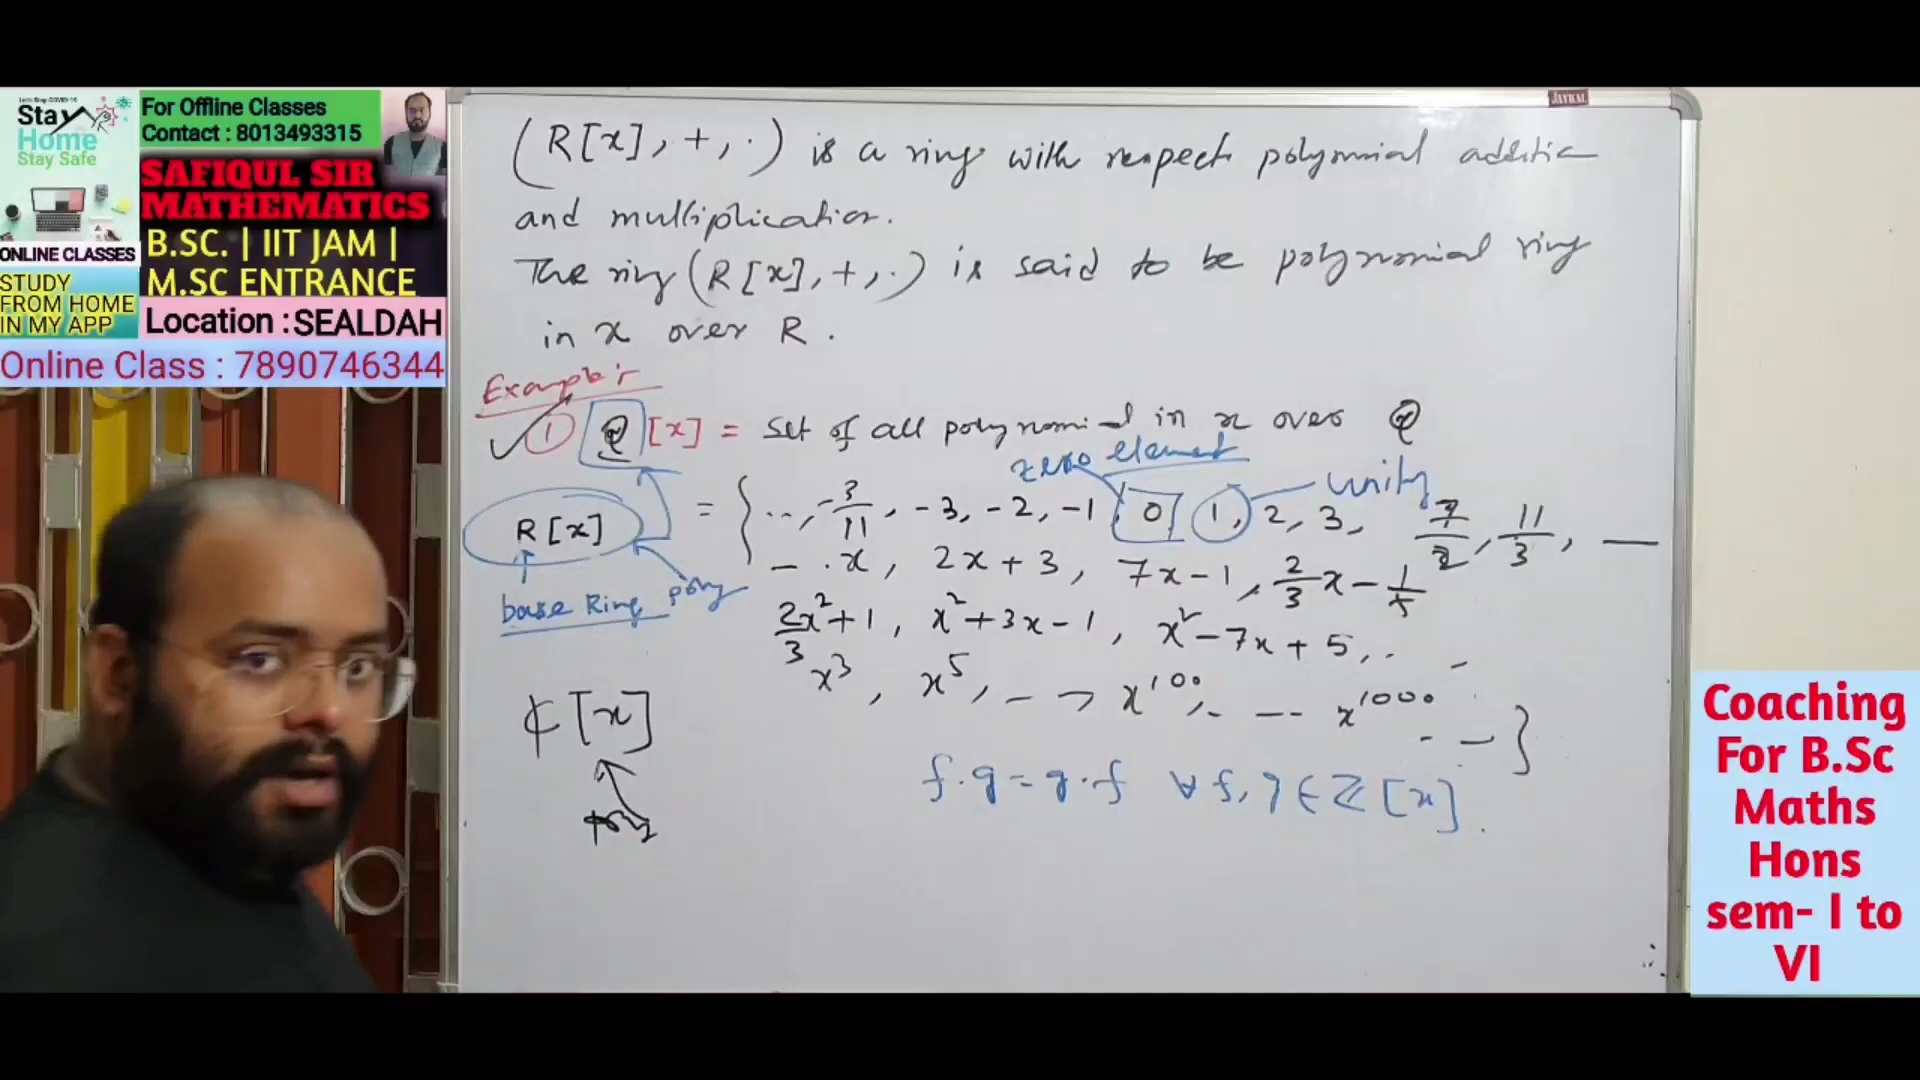 Stay
Home
Stay Safe
For Offline Classes
Contact : 8013493315
SAFIQUL SIR
MATHEMATICS
ONLINE CLASSES
B.SC. | IIT JAM |
M.SC ENTRANCE
STUDY
FROM HOME
IN MY APP
Location : SEALDAH
Online Class : 7890746344
JAYKAL
(R[x], +, .) is a ring with respect polynomial additio
and multiplication.
The ring (R[x], +, .) is said to be polynomial ring
in x over R.
Example:
✓ ① Q [x] = Set of all polynomial in x over Q
zero element
unity
= { ..., -3/11, -3, -2, -1, 0, 1, 2, 3, 7/2, 11/3, —
R[x]
– . x, 2x + 3, 7x - 1, 2/3 x - 1/5
base Ring poly
2x²/3 + 1, x² + 3x - 1, x² - 7x + 5, . –
x³, x⁵, – –, x¹⁰⁰, - -- x¹⁰⁰⁰ - – }
₵[x]
f.g = g.f ∀ f, g ∈ Z[x].
Coaching
For B.Sc
Maths
Hons
sem- I to
VI